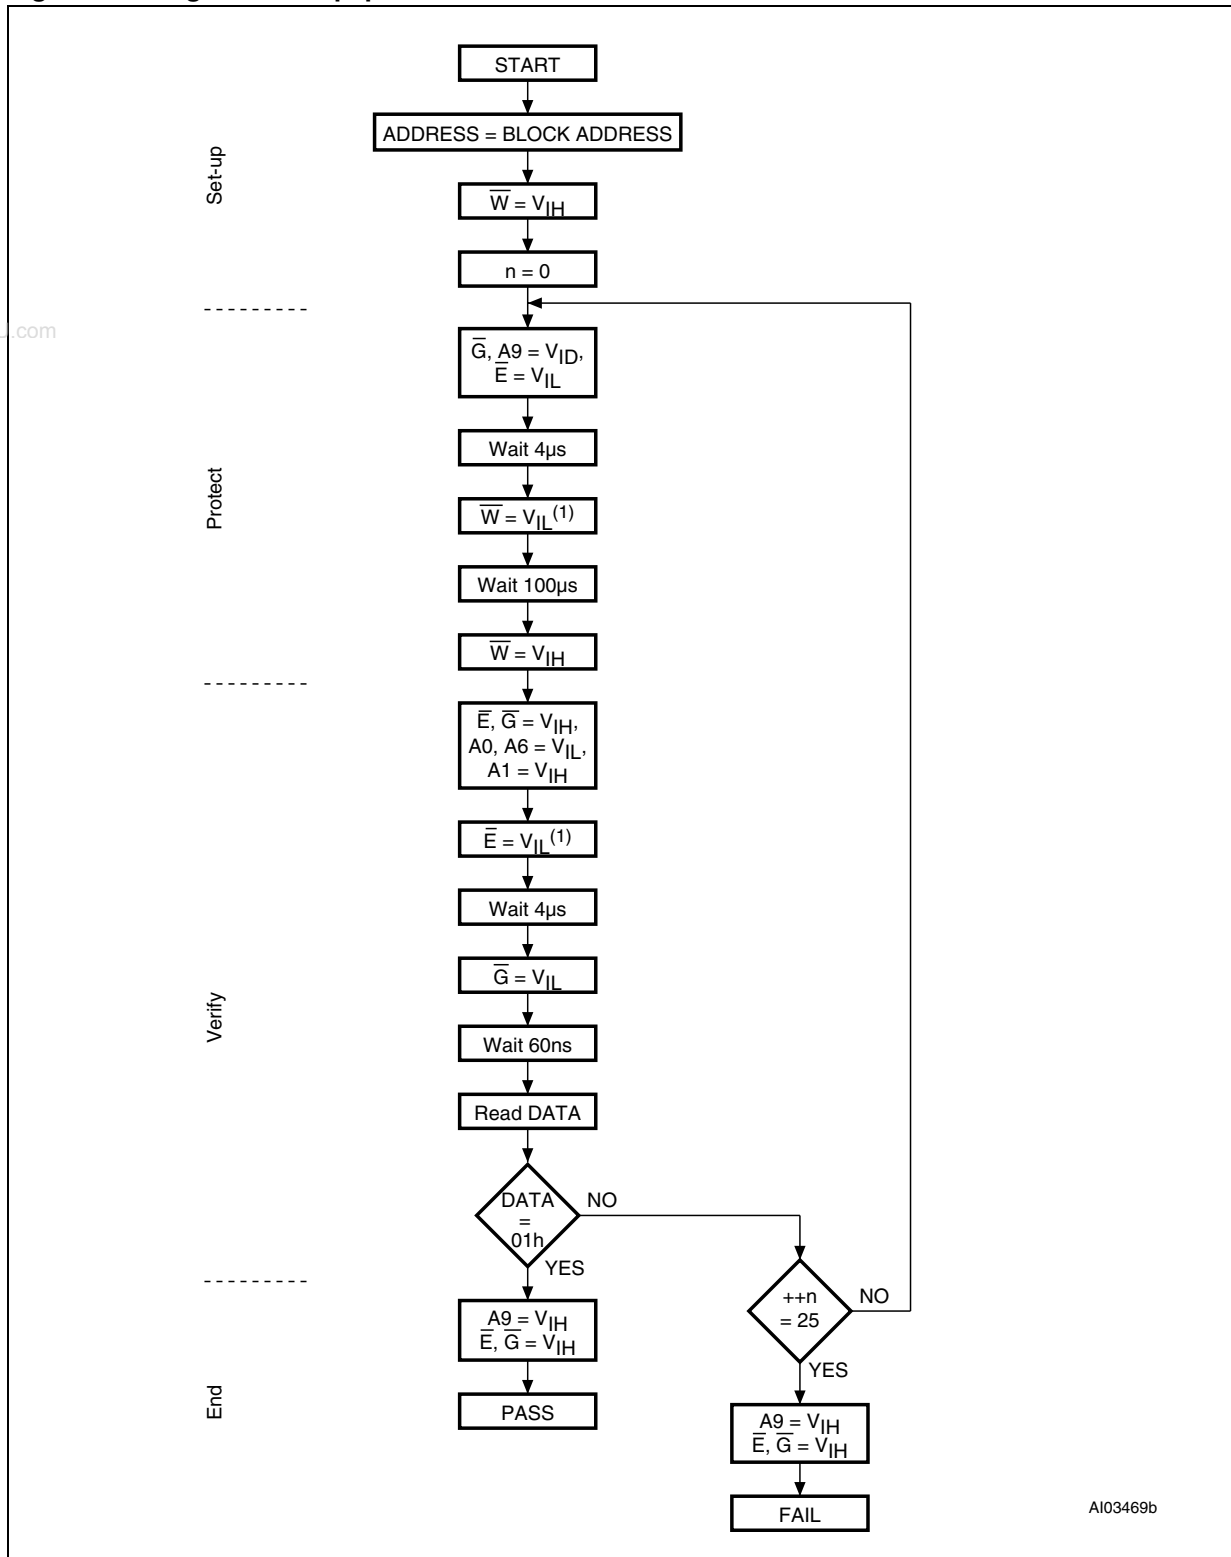 START
ADDRESS = BLOCK ADDRESS
Set-up
W̅ = VIH
n = 0
.com
G̅, A9 = VID,
E̅ = VIL
Wait 4µs
Protect
W̅ = VIL(1)
Wait 100µs
W̅ = VIH
E̅, G̅ = VIH,
A0, A6 = VIL,
A1 = VIH
E̅ = VIL(1)
Wait 4µs
G̅ = VIL
Verify
Wait 60ns
Read DATA
DATA
=
01h
NO
YES
++n
= 25
NO
YES
A9 = VIH
E̅, G̅ = VIH
End
PASS
A9 = VIH
E̅, G̅ = VIH
FAIL
AI03469b